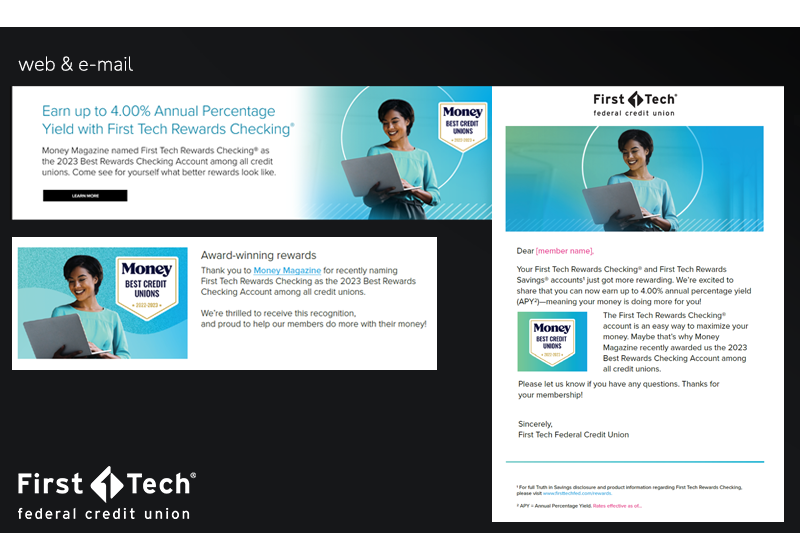 web & e-mail
Earn up to 4.00% Annual Percentage
Yield with First Tech Rewards Checking®
Money Magazine named First Tech Rewards Checking® as
the 2023 Best Rewards Checking Account among all credit
unions. Come see for yourself what better rewards look like.
LEARN MORE
Money
BEST CREDIT
UNIONS
2022-2023
Award-winning rewards
Thank you to Money Magazine for recently naming
First Tech Rewards Checking® as the 2023 Best Rewards
Checking Account among all credit unions.
We're thrilled to receive this recognition,
and proud to help our members do more with their money!
Money
BEST CREDIT
UNIONS
2022-2023
First Tech®
federal credit union
First Tech®
federal credit union
Dear [member name],
Your First Tech Rewards Checking® and First Tech Rewards
Savings® accounts¹ just got more rewarding. We're excited to
share that you can now earn up to 4.00% annual percentage yield
(APY²)—meaning your money is doing more for you!
Money
BEST CREDIT
UNIONS
2022-2023
The First Tech Rewards Checking®
account is an easy way to maximize your
money. Maybe that's why Money
Magazine recently awarded us the 2023
Best Rewards Checking Account among
all credit unions.
Please let us know if you have any questions. Thanks for
your membership!
Sincerely,
First Tech Federal Credit Union
¹ For full Truth in Savings disclosure and product information regarding First Tech Rewards Checking,
please visit www.firsttechfed.com/rewards
² APY = Annual Percentage Yield. Rates effective as of...